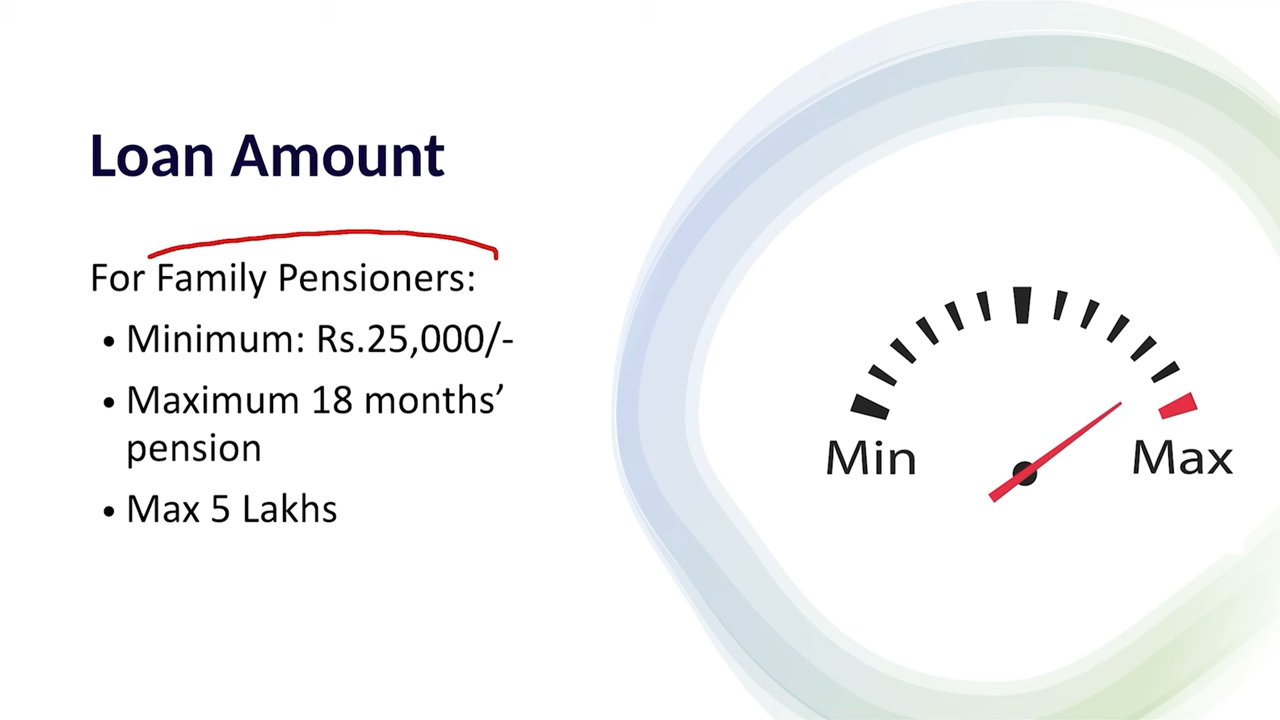 Loan Amount
For Family Pensioners:
• Minimum: Rs.25,000/-
• Maximum 18 months’
pension
• Max 5 Lakhs
Min
Max